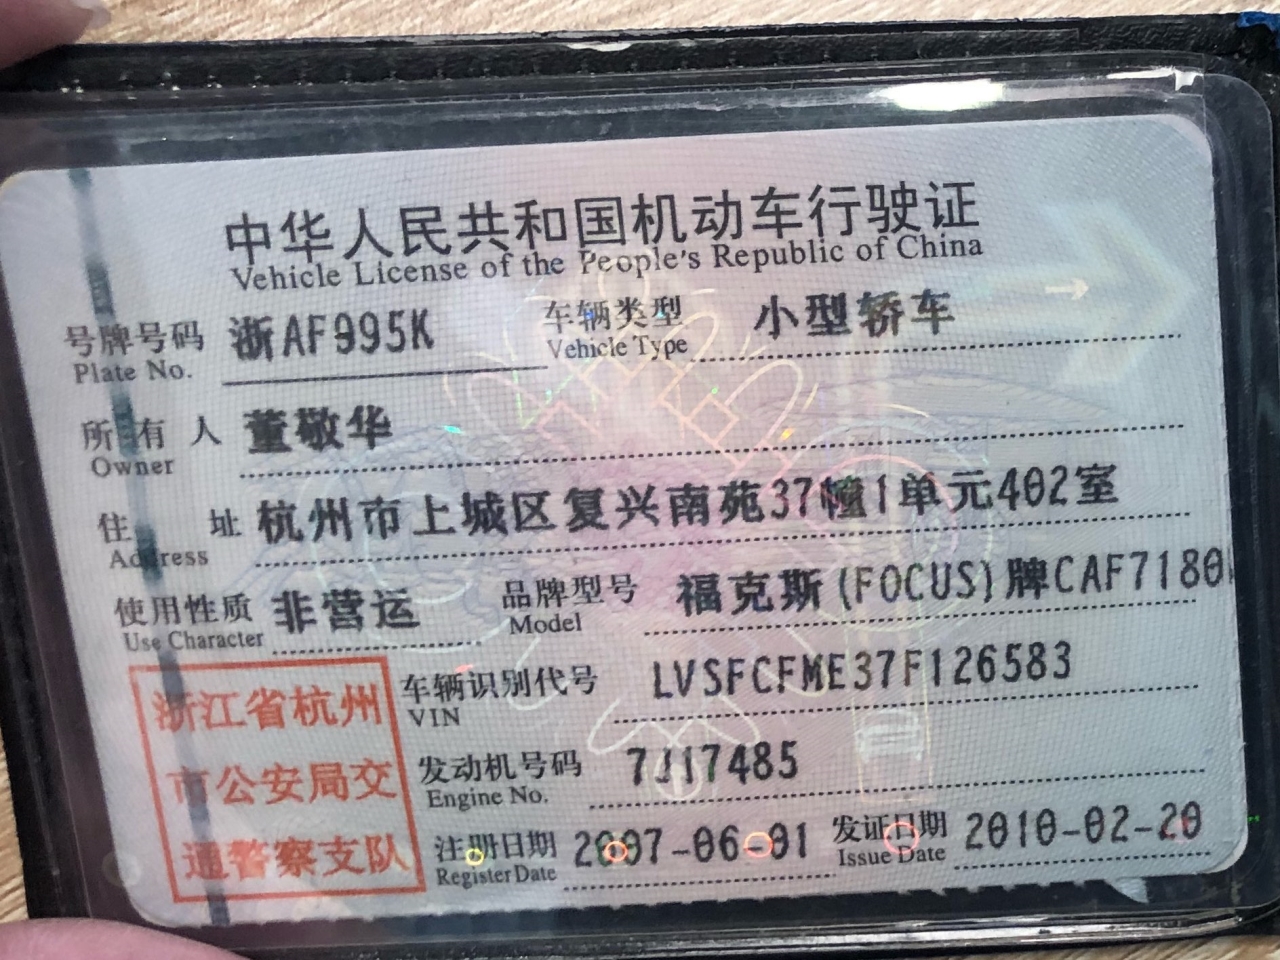 中华人民共和国机动车行驶证
Vehicle License of the People's Republic of China
号牌号码 浙AF995K 车辆类型 小型轿车
Plate No. Vehicle Type
所有人 董敬华
Owner
住址 杭州市上城区复兴南苑37幢1单元402室
Address
使用性质 非营运 品牌型号 福克斯(FOCUS)牌CAF7180
Use Character Model
车辆识别代号 LVSFCFME37F126583
VIN
发动机号码 7J17485
Engine No.
注册日期 2007-06-01 发证日期 2010-02-20
Register Date Issue Date
浙江省杭州
市公安局交
通警察支队